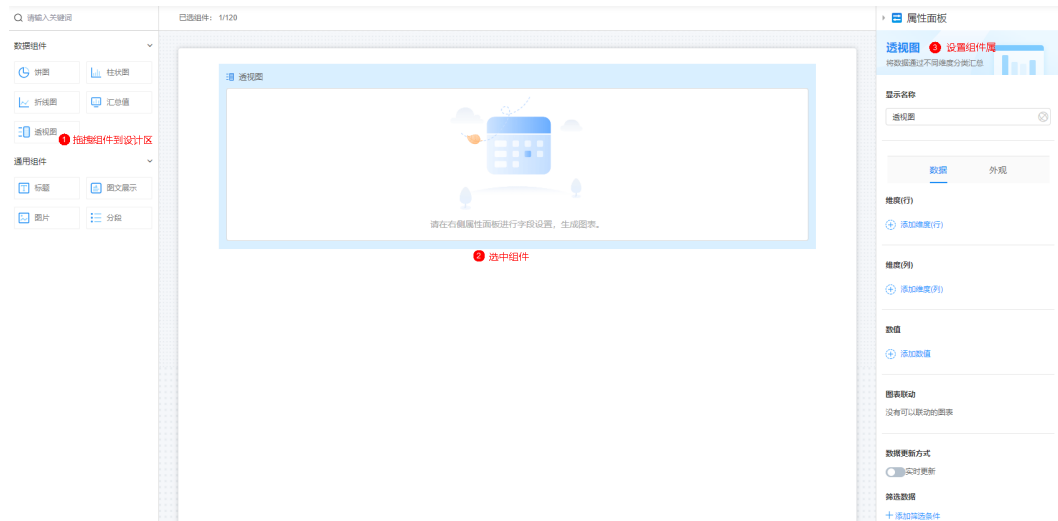 请输入关键词
已选组件: 1/120
属性面板
数据组件
饼图
柱状图
折线图
汇总值
透视图
1 拖拽组件到设计区
通用组件
标题
图文展示
图片
分段
透视图
请在右侧属性面板进行字段设置，生成图表。
2 选中组件
透视图
3 设置组件属
将数据通过不同维度分类汇总
显示名称
透视图
数据
外观
维度(行)
添加维度(行)
维度(列)
添加维度(列)
数值
添加数值
图表联动
没有可以联动的图表
数据更新方式
实时更新
筛选数据
添加筛选条件